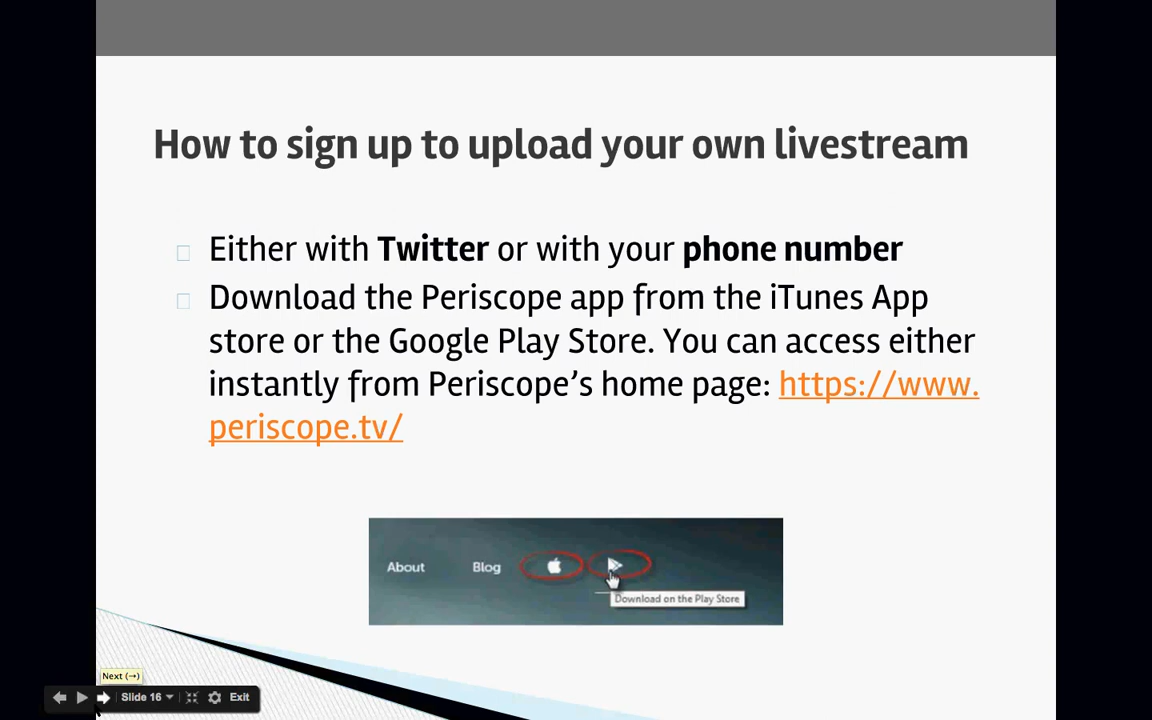 How to sign up to upload your own livestream
Either with Twitter or with your phone number
Download the Periscope app from the iTunes App
store or the Google Play Store. You can access either
instantly from Periscope’s home page: https://www.
periscope.tv/
About Blog
Download on the Play Store
Next (→)
Slide 16 Exit